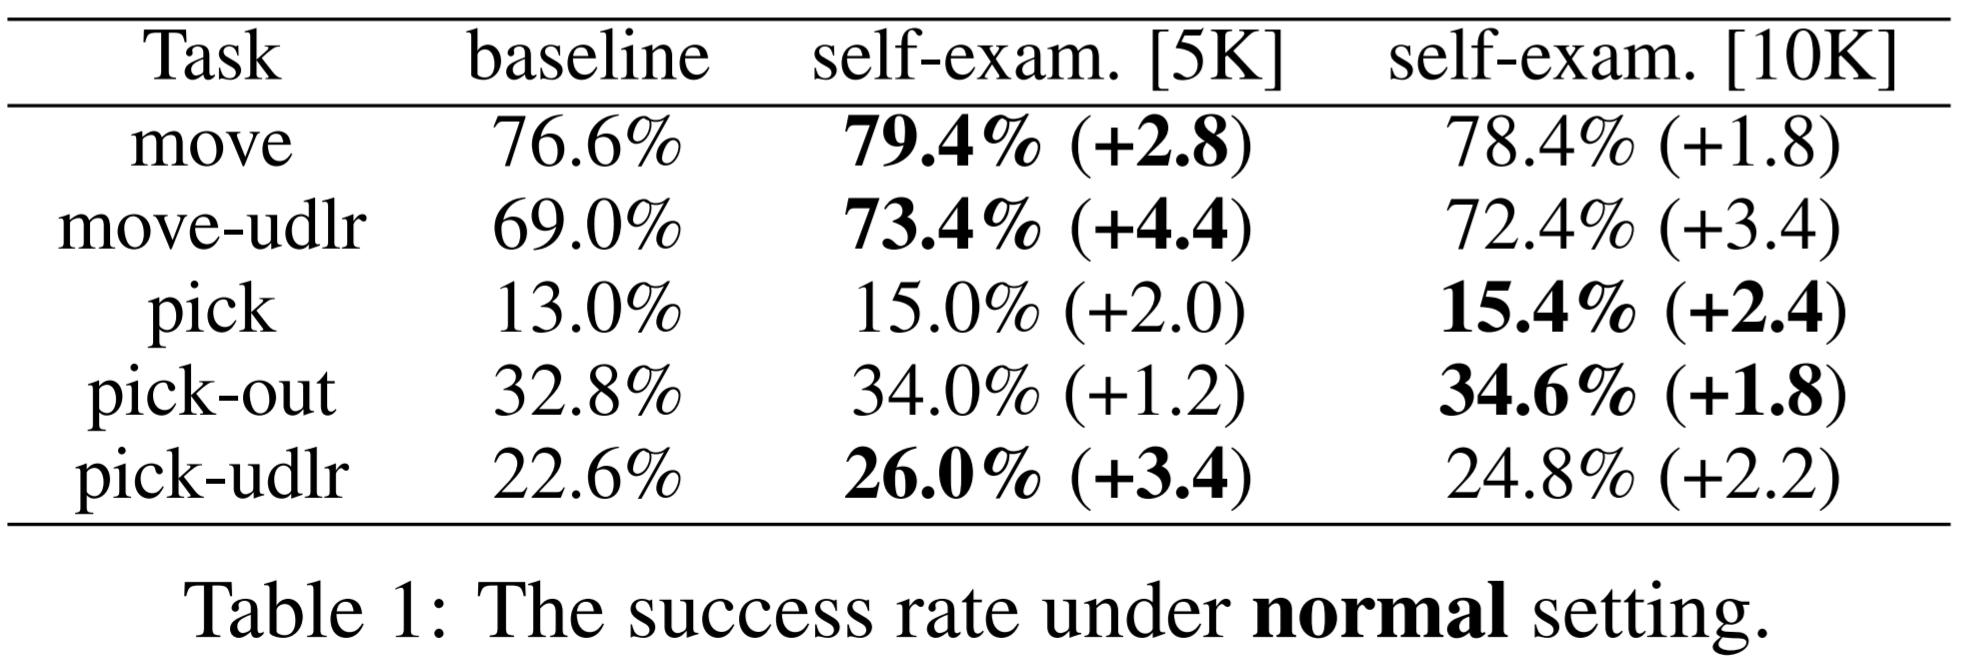 Task baseline self-exam. [5K] self-exam. [10K]
move 76.6% 79.4% (+2.8) 78.4% (+1.8)
move-udlr 69.0% 73.4% (+4.4) 72.4% (+3.4)
pick 13.0% 15.0% (+2.0) 15.4% (+2.4)
pick-out 32.8% 34.0% (+1.2) 34.6% (+1.8)
pick-udlr 22.6% 26.0% (+3.4) 24.8% (+2.2)
Table 1: The success rate under normal setting.